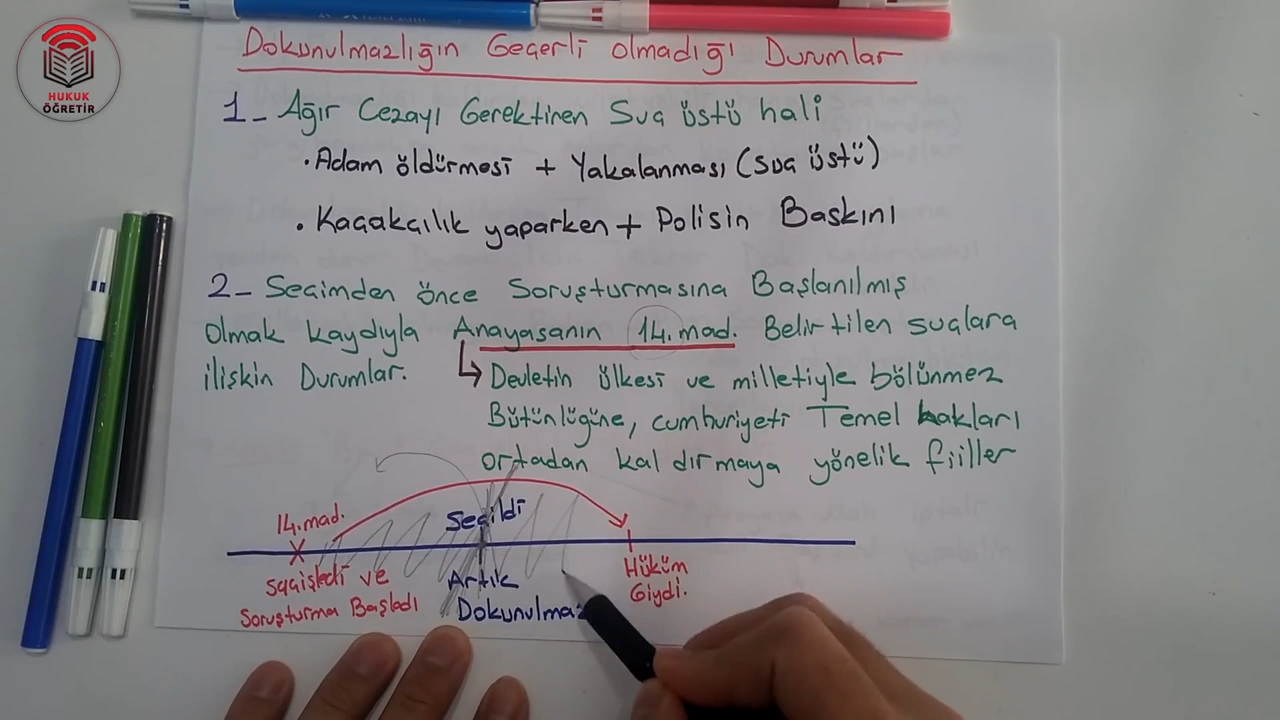 HUKUK
ÖĞRETİR
Dokunulmazlığın Geçerli olmadığı Durumlar
1- Ağır Cezayı Gerektiren Suç üstü hali
• Adam öldürmesi + Yakalanması (suç üstü)
• Kaçakçılık yaparken + Polisin Baskını
2- Seçimden önce Soruşturmasına Başlanılmış
olmak kaydıyla Anayasanın 14. mad. Belirtilen suçlara
ilişkin Durumlar.
Devletin ülkesi ve milletiyle bölünmez
Bütünlüğüne, cumhuriyeti Temel hakları
ortadan kaldırmaya yönelik fiiller
14. mad.
Seçildi
suç işledi ve
Soruşturma Başladı
Artık
Dokunulmaz
Hüküm
Giydi.